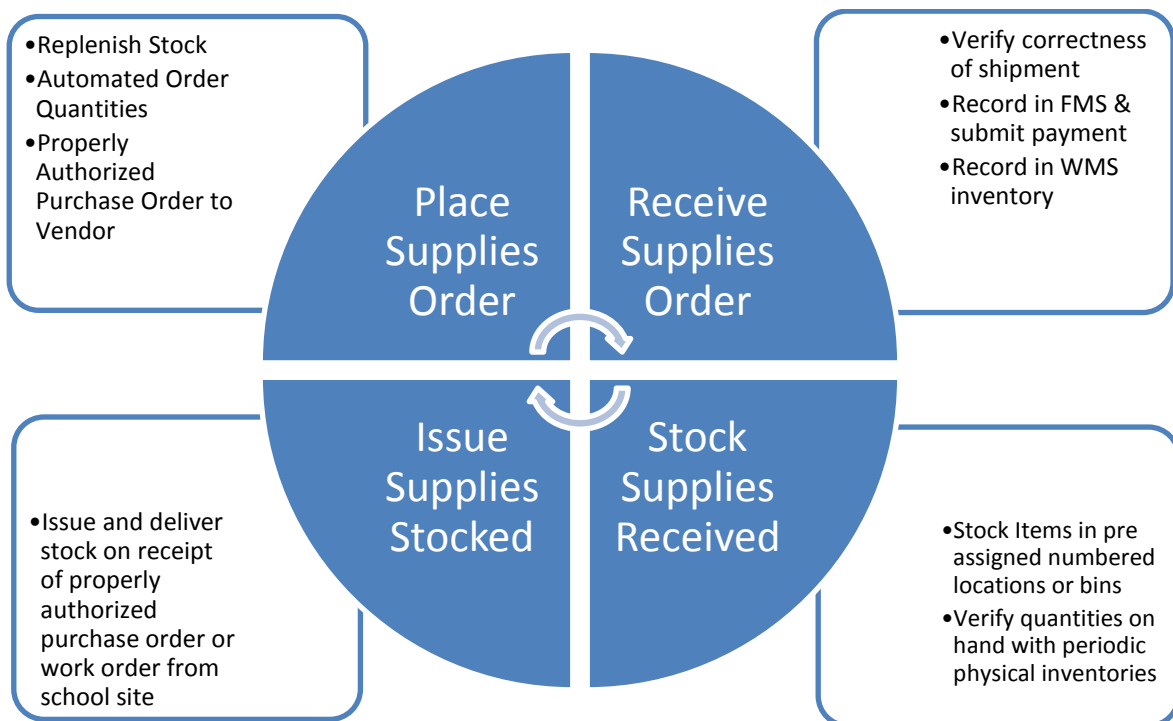 •Replenish Stock
•Automated Order
Quantities
•Properly
Authorized
Purchase Order to
Vendor
Place
Supplies
Order
Receive
Supplies
Order
•Verify correctness
of shipment
•Record in FMS &
submit payment
•Record in WMS
inventory
•Issue and deliver
stock on receipt
of properly
authorized
purchase order or
work order from
school site
Issue
Supplies
Stocked
Stock
Supplies
Received
•Stock Items in pre
assigned numbered
locations or bins
•Verify quantities on
hand with periodic
physical inventories